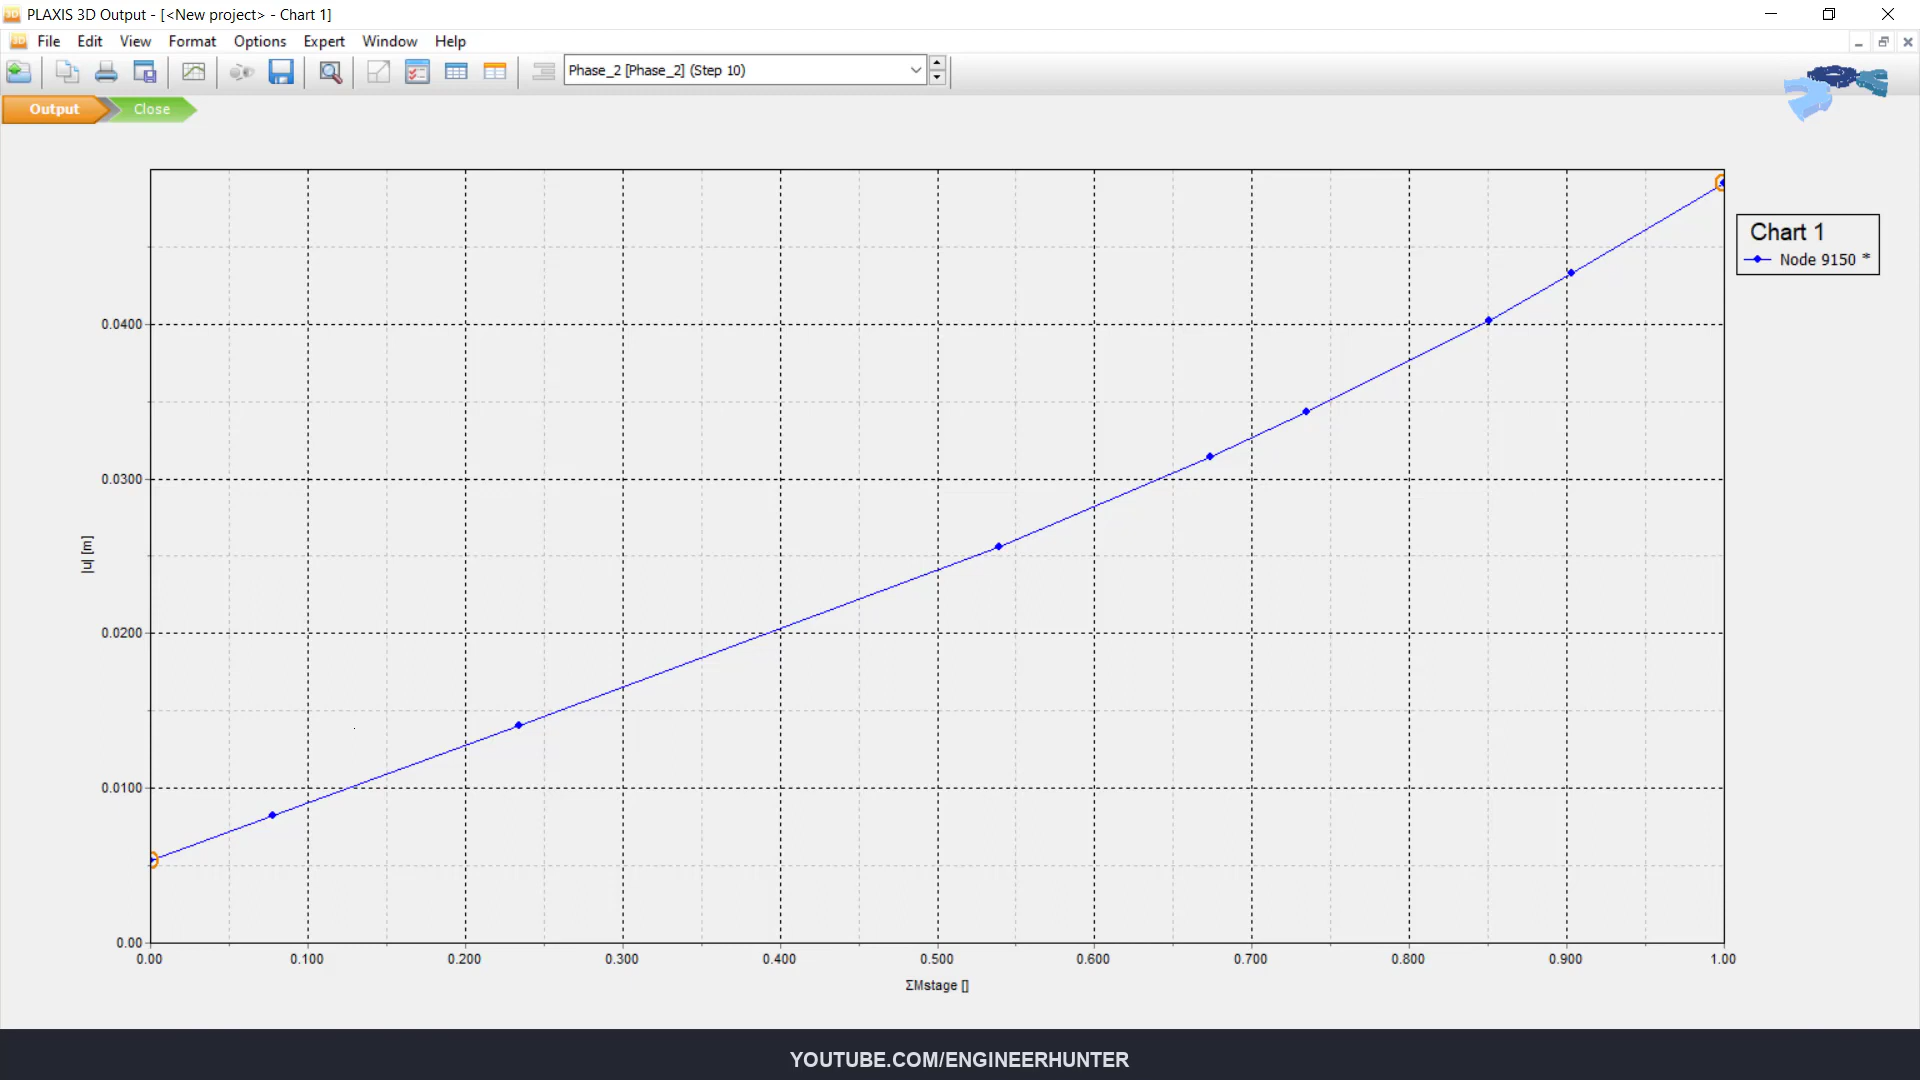 PLAXIS 3D Output - [<New project> - Chart 1]
File Edit View Format Options Expert Window Help
Phase_2 [Phase_2] (Step 10)
Output Close
Chart 1
Node 9150 *
0.0400
0.0300
|u| [m]
0.0200
0.0100
0.00
0.00 0.100 0.200 0.300 0.400 0.500 0.600 0.700 0.800 0.900 1.00
ΣMstage []
YOUTUBE.COM/ENGINEERHUNTER